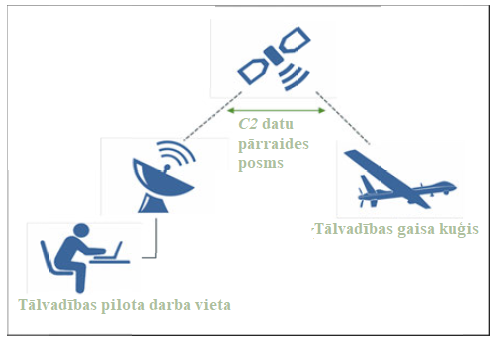 C2 datu
pārraides
posms
-Tālvadības gaisa kuģis
Tālvadības pilota darba vieta